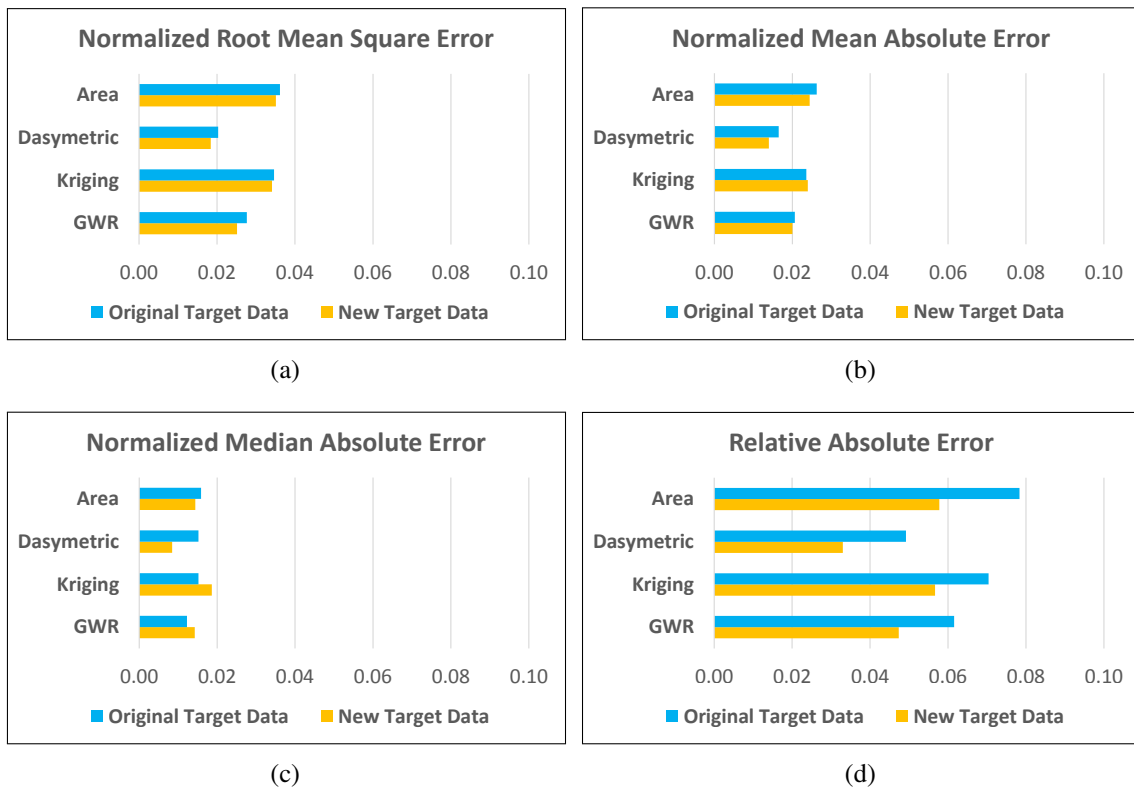 Normalized Root Mean Square Error
Area
Dasymetric
Kriging
GWR
0.00 0.02 0.04 0.06 0.08 0.10
Original Target Data New Target Data
(a)
Normalized Mean Absolute Error
Area
Dasymetric
Kriging
GWR
0.00 0.02 0.04 0.06 0.08 0.10
Original Target Data New Target Data
(b)
Normalized Median Absolute Error
Area
Dasymetric
Kriging
GWR
0.00 0.02 0.04 0.06 0.08 0.10
Original Target Data New Target Data
(c)
Relative Absolute Error
Area
Dasymetric
Kriging
GWR
0.00 0.02 0.04 0.06 0.08 0.10
Original Target Data New Target Data
(d)